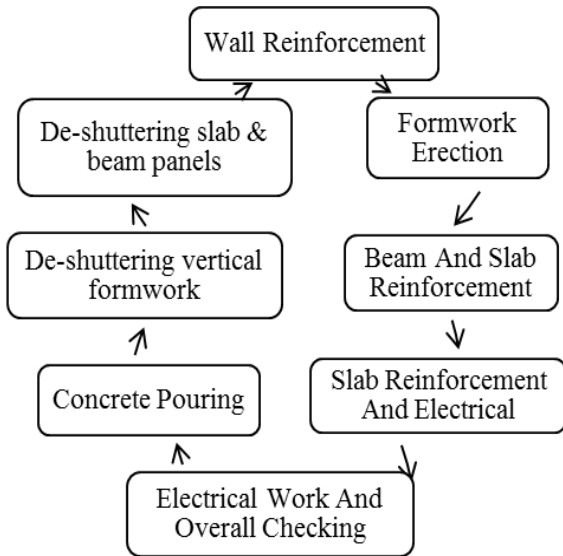 Wall Reinforcement
Formwork
Erection
Beam And Slab
Reinforcement
Slab Reinforcement
And Electrical
Electrical Work And
Overall Checking
Concrete Pouring
De-shuttering vertical
formwork
De-shuttering slab &
beam panels